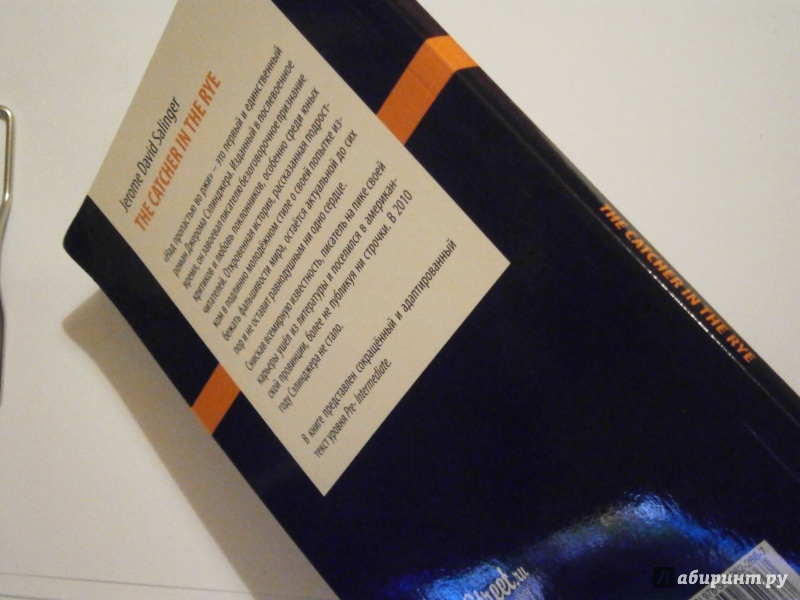 Jerome David Salinger
THE CATCHER IN THE RYE
«Над пропастью во ржи» – это первый и единственный
роман Джерома Сэлинджера. Изданный в послевоенное
время, он завоевал писателю безоговорочное признание
критиков и любовь поклонников, особенно среди юных
читателей. Откровенная история, рассказанная подрост-
ком в подлинно молодёжном стиле о своей попытке из-
бежать фальшивости мира, остаётся актуальной до сих
пор и не оставит равнодушным ни одно сердце.
Снискав всемирную известность, писатель на пике своей
карьеры ушёл из литературы и поселился в американ-
ской провинции, более не публикуя ни строчки. В 2010
году Сэлинджера не стало.
В книге представлен сокращённый и адаптированный
текст уровня Pre-Intermediate.
THE CATCHER IN THE RYE
Street.ru
Лабиринт.ру